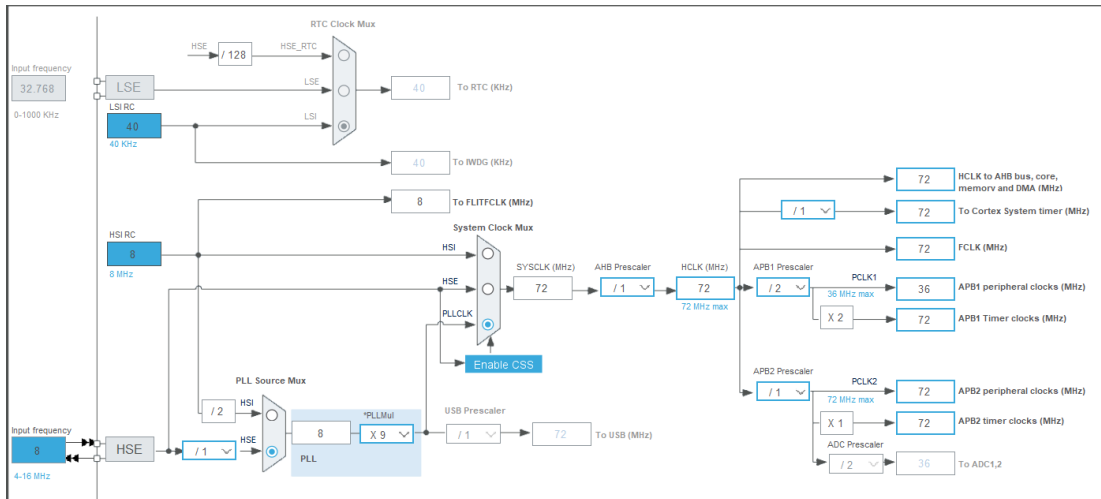 RTC Clock Mux
HSE
/ 128
HSE_RTC
Input frequency
32.768
0-1000 KHz
LSE
LSE
40
To RTC (KHz)
LSI RC
40
40 KHz
LSI
40
To IWDG (KHz)
8
To FLITFCLK (MHz)
HSI RC
8
8 MHz
System Clock Mux
HSI
HSE
PLLCLK
Enable CSS
SYSCLK (MHz)
72
AHB Prescaler
/ 1
HCLK (MHz)
72
72 MHz max
72
HCLK to AHB bus, core,
memory and DMA (MHz)
/ 1
72
To Cortex System timer (MHz)
72
FCLK (MHz)
APB1 Prescaler
/ 2
PCLK1
36 MHz max
36
APB1 peripheral clocks (MHz)
X 2
72
APB1 Timer clocks (MHz)
APB2 Prescaler
/ 1
PCLK2
72 MHz max
72
APB2 peripheral clocks (MHz)
X 1
72
APB2 timer clocks (MHz)
ADC Prescaler
/ 2
36
To ADC1,2
PLL Source Mux
/ 2
HSI
Input frequency
8
4-16 MHz
HSE
/ 1
HSE
8
*PLLMul
X 9
PLL
USB Prescaler
/ 1
72
To USB (MHz)